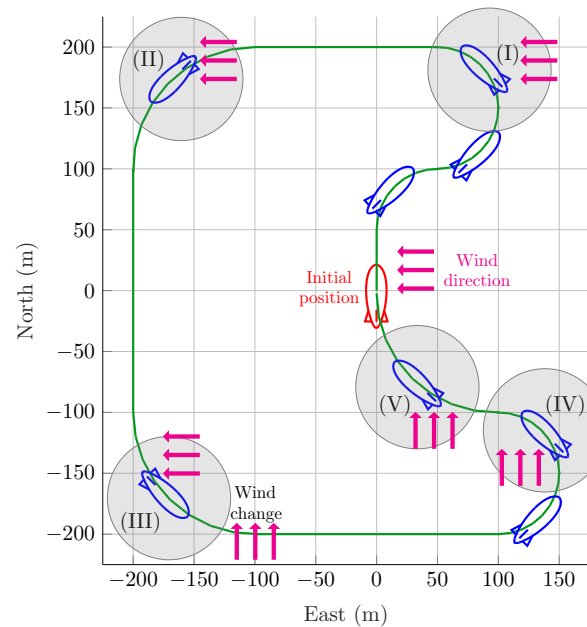 (II)
(I)
200
150
100
50
0
−50
−100
−150
−200
North (m)
Initial
position
Wind
direction
(V)
(IV)
(III)
Wind
change
−200
−150
−100
−50
0
50
100
150
East (m)